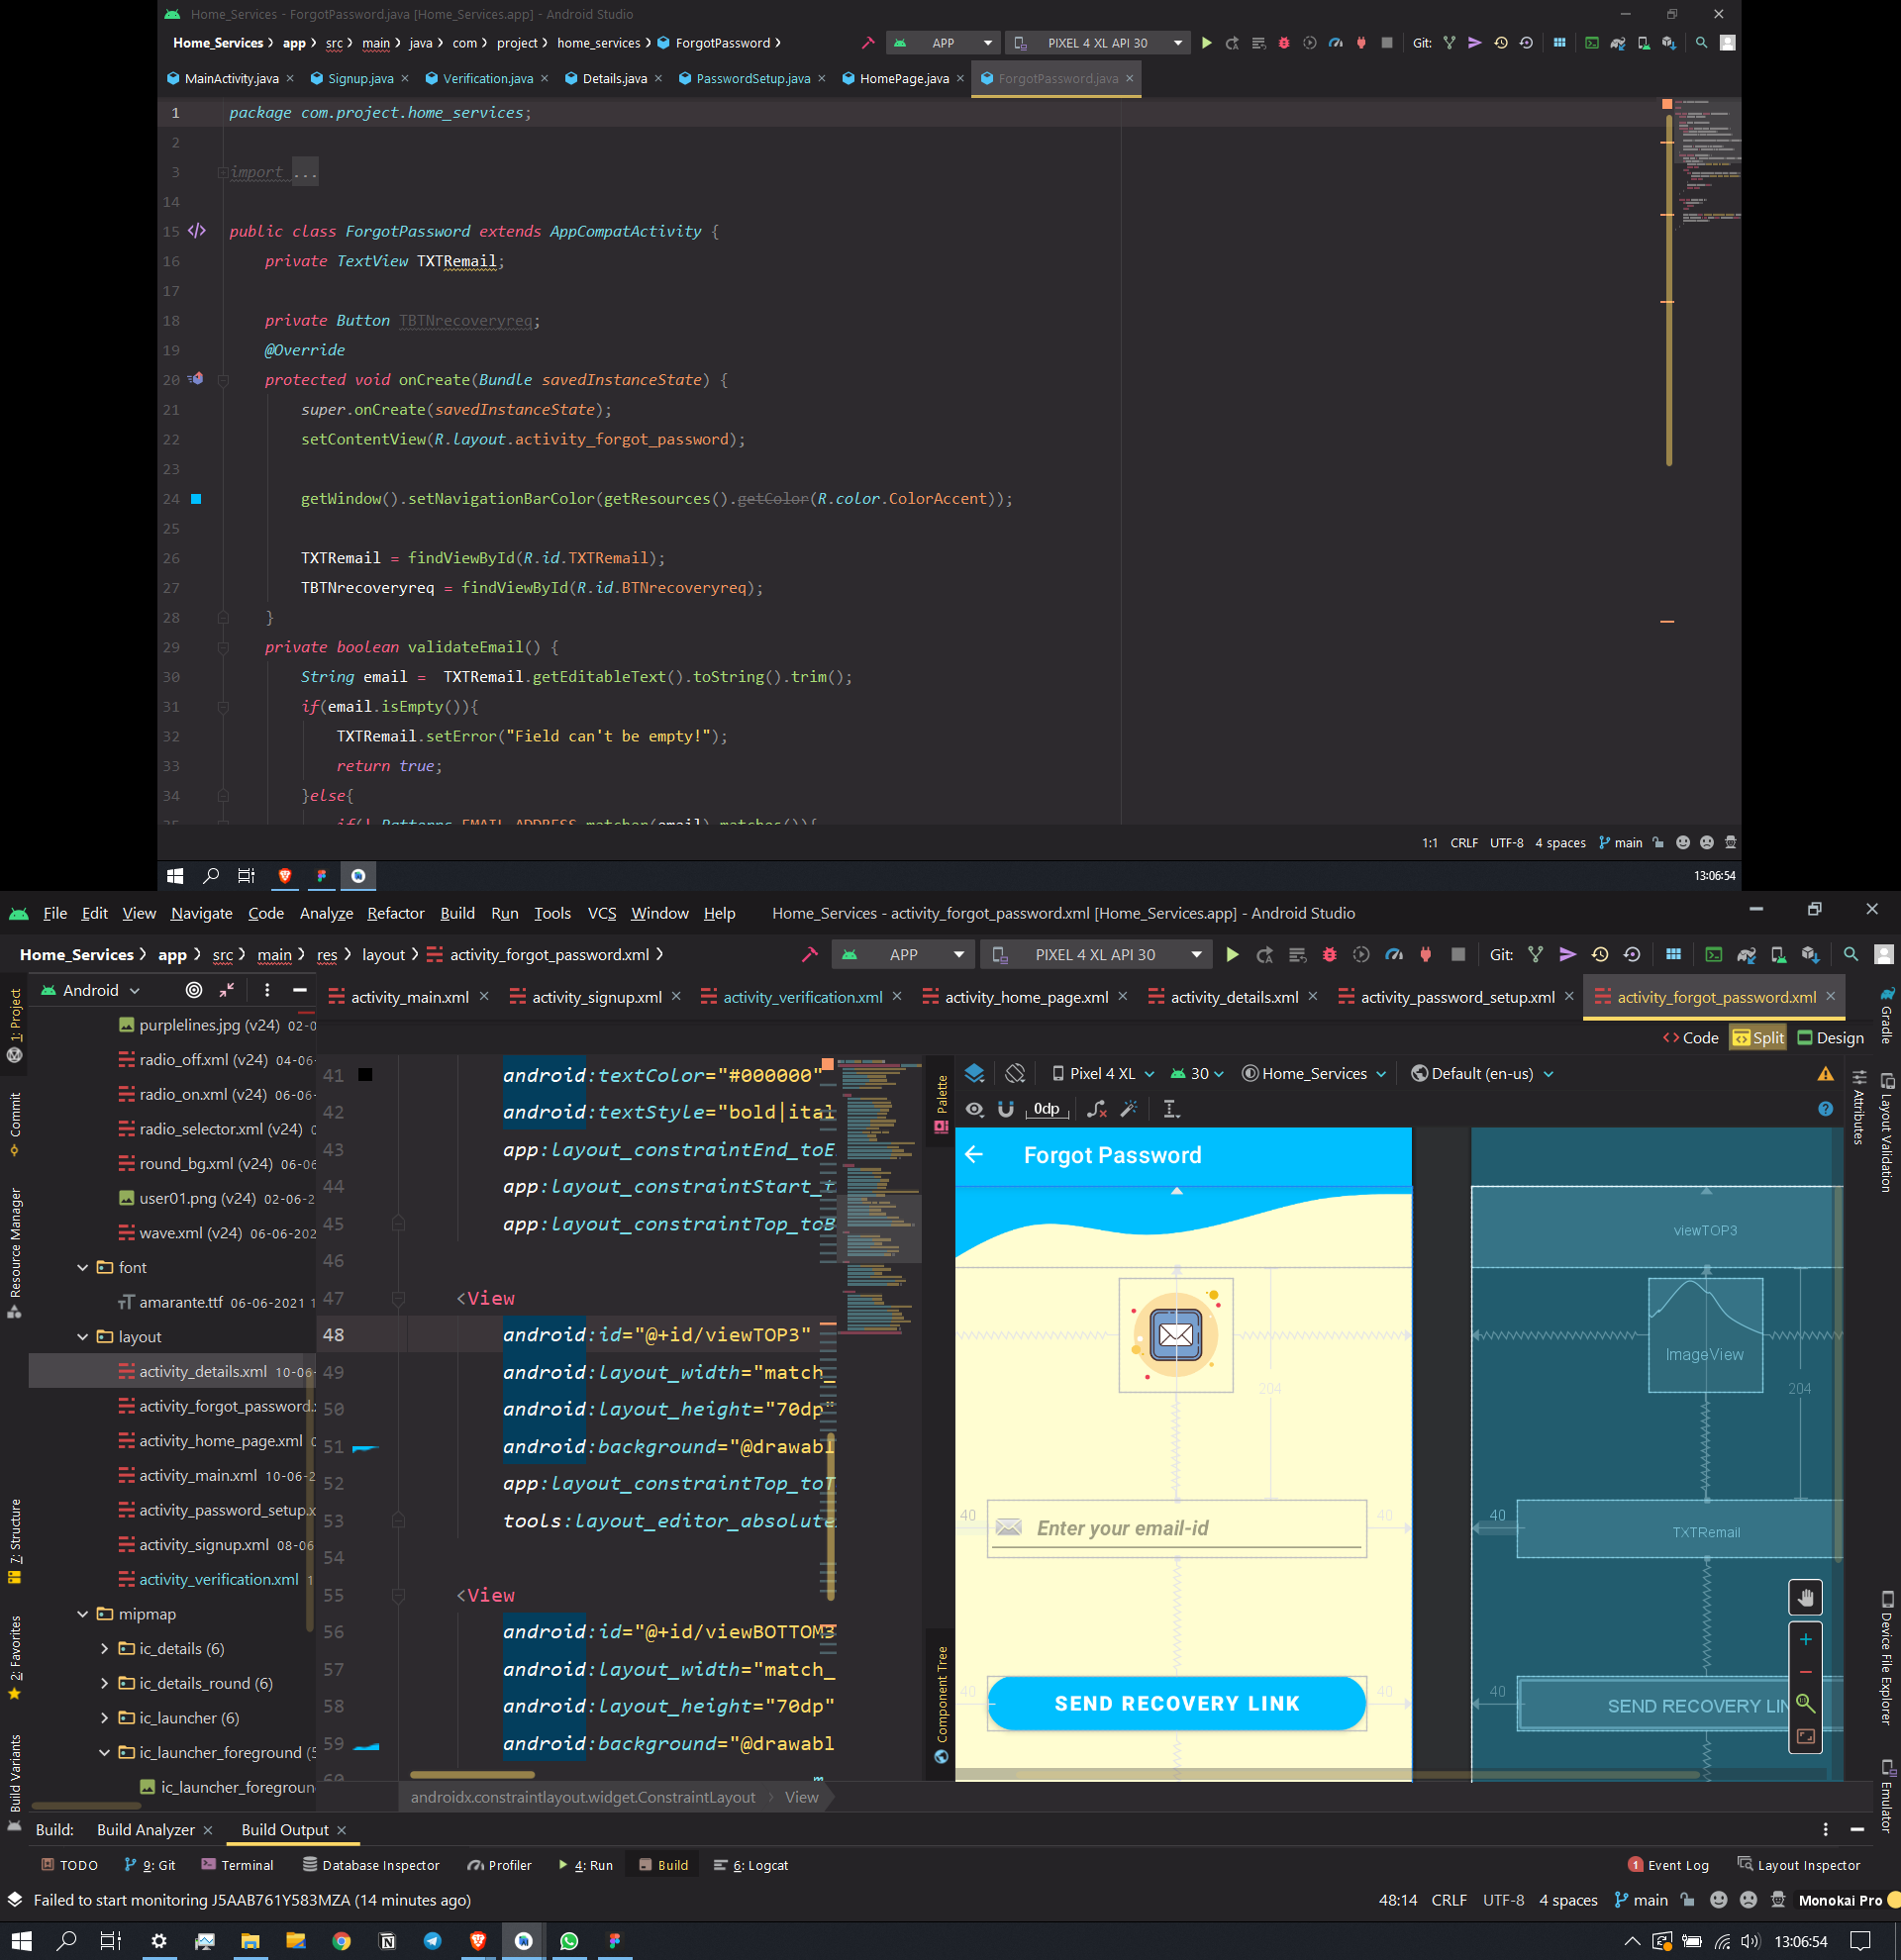 Home_Services - ForgotPassword.java [Home_Services.app] - Android Studio
Home_Services app src main java com project home_services ForgotPassword APP PIXEL 4 XL API 30 Git:
MainActivity.java Signup.java Verification.java Details.java PasswordSetup.java HomePage.java ForgotPassword.java
1 package com.project.home_services;
2
3 import ...
14
15 public class ForgotPassword extends AppCompatActivity {
16 private TextView TXTRemail;
17
18 private Button TBTNrecoveryreq;
19 @Override
20 protected void onCreate(Bundle savedInstanceState) {
21 super.onCreate(savedInstanceState);
22 setContentView(R.layout.activity_forgot_password);
23
24 getWindow().setNavigationBarColor(getResources().getColor(R.color.ColorAccent));
25
26 TXTRemail = findViewById(R.id.TXTRemail);
27 TBTNrecoveryreq = findViewById(R.id.BTNrecoveryreq);
28 }
29 private boolean validateEmail() {
30 String email =  TXTRemail.getEditableText().toString().trim();
31 if(email.isEmpty()){
32 TXTRemail.setError("Field can't be empty!");
33 return true;
34 }else{
1:1 CRLF UTF-8 4 spaces main
13:06:54
File Edit View Navigate Code Analyze Refactor Build Run Tools VCS Window Help Home_Services - activity_forgot_password.xml [Home_Services.app] - Android Studio
Home_Services app src main res layout activity_forgot_password.xml APP PIXEL 4 XL API 30 Git:
Android
activity_main.xml activity_signup.xml activity_verification.xml activity_home_page.xml activity_details.xml activity_password_setup.xml activity_forgot_password.xml
Code Split Design
1: Project
Commit
Resource Manager
7: Structure
2: Favorites
Build Variants
purplelines.jpg (v24) 02-0
radio_off.xml (v24) 04-06-
radio_on.xml (v24) 06-06-
radio_selector.xml (v24) 0
round_bg.xml (v24) 06-06
user01.png (v24) 02-06-2
wave.xml (v24) 06-06-202
font
amarante.ttf 06-06-2021 1
layout
activity_details.xml 10-06-
activity_forgot_password.
activity_home_page.xml
activity_main.xml 10-06-2
activity_password_setup.x
activity_signup.xml 08-06
activity_verification.xml 1
mipmap
ic_details (6)
ic_details_round (6)
ic_launcher (6)
ic_launcher_foreground (5
ic_launcher_foregroun
41 android:textColor="#000000"
42 android:textStyle="bold|ital
43 app:layout_constraintEnd_toE
44 app:layout_constraintStart_t
45 app:layout_constraintTop_toB
46
47 <View
48 android:id="@+id/viewTOP3"
49 android:layout_width="match_
50 android:layout_height="70dp"
51 android:background="@drawabl
52 app:layout_constraintTop_toT
53 tools:layout_editor_absolute
54
55 <View
56 android:id="@+id/viewBOTTOM3
57 android:layout_width="match_
58 android:layout_height="70dp"
59 android:background="@drawabl
androidx.constraintlayout.widget.ConstraintLayout View
Palette
Component Tree
Pixel 4 XL 30 Home_Services Default (en-us)
0dp
Forgot Password
204
40 Enter your email-id 40
40 SEND RECOVERY LINK 40
viewTOP3
ImageView
204
40 TXTRemail
40 SEND RECOVERY LIN
Attributes
Gradle
Layout Validation
Device File Explorer
Emulator
Build: Build Analyzer Build Output
TODO 9: Git Terminal Database Inspector Profiler 4: Run Build 6: Logcat 1 Event Log Layout Inspector
Failed to start monitoring J5AAB761Y583MZA (14 minutes ago) 48:14 CRLF UTF-8 4 spaces main Monokai Pro
13:06:54